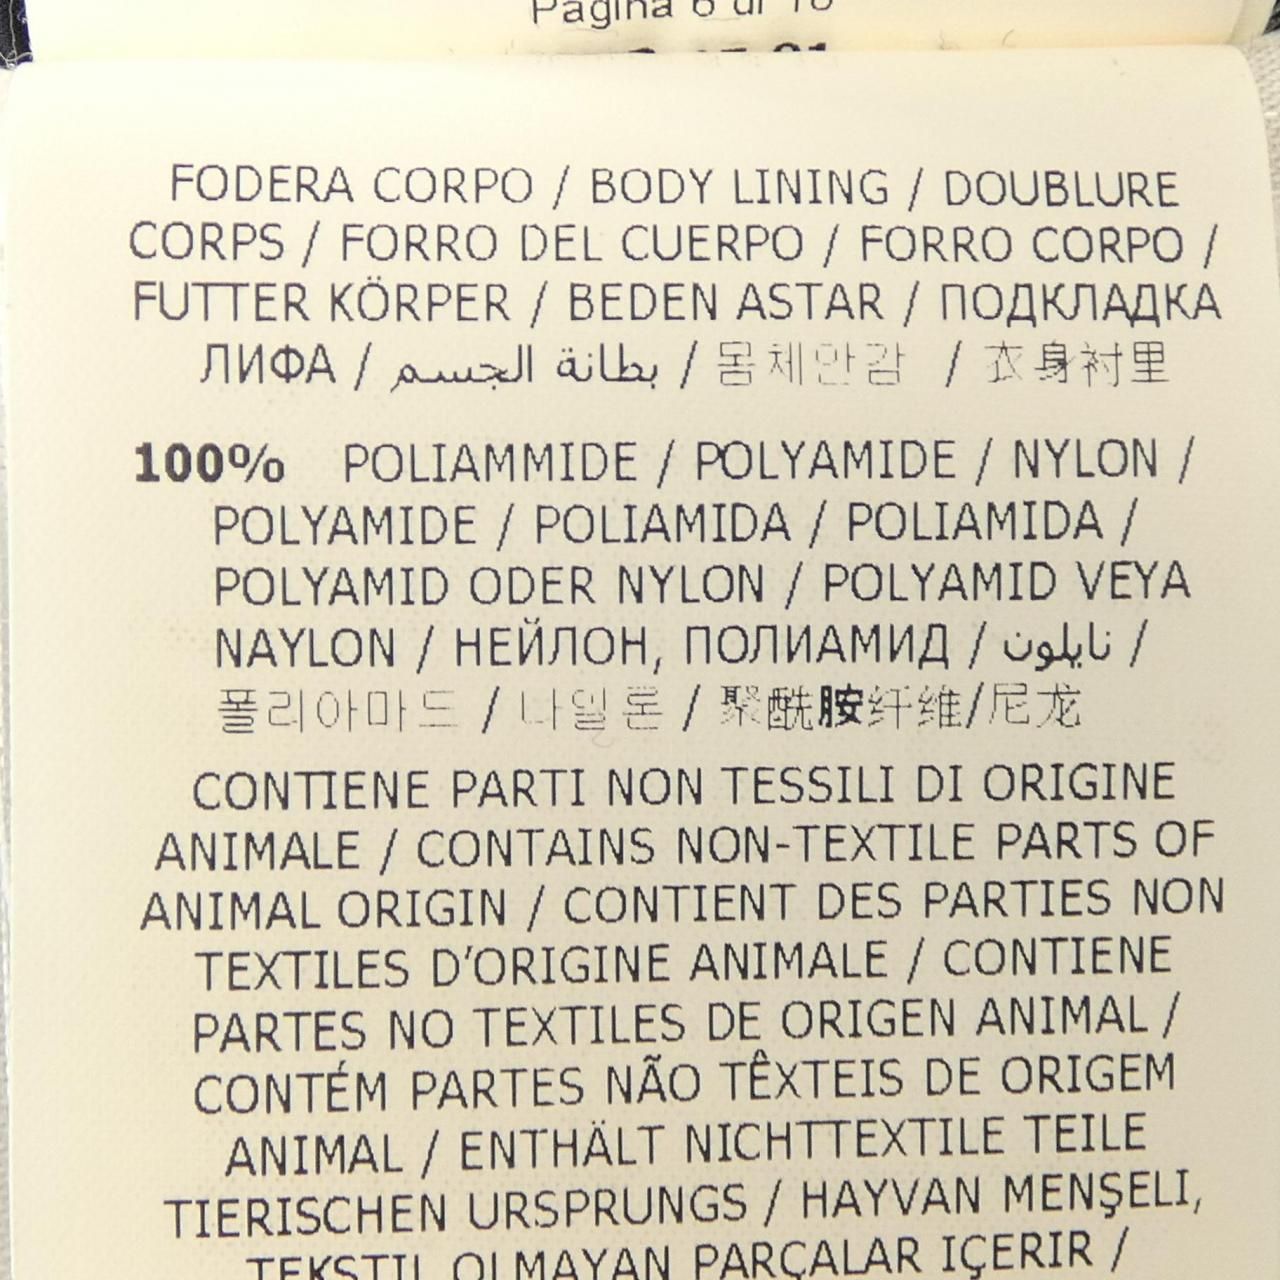 Pagina 6 di 10
FODERA CORPO / BODY LINING / DOUBLURE
CORPS / FORRO DEL CUERPO / FORRO CORPO /
FUTTER KÖRPER / BEDEN ASTAR / ПОДКЛАДКА
ЛИФА / بطانة الجسم / 몸체안감 / 衣身衬里
100% POLIAMMIDE / POLYAMIDE / NYLON /
POLYAMIDE / POLIAMIDA / POLIAMIDA /
POLYAMID ODER NYLON / POLYAMID VEYA
NAYLON / НЕЙЛОН, ПОЛИАМИД / نايلون /
폴리아마드 / 나일론 / 聚酰胺纤维/尼龙
CONTIENE PARTI NON TESSILI DI ORIGINE
ANIMALE / CONTAINS NON-TEXTILE PARTS OF
ANIMAL ORIGIN / CONTIENT DES PARTIES NON
TEXTILES D'ORIGINE ANIMALE / CONTIENE
PARTES NO TEXTILES DE ORIGEN ANIMAL /
CONTÉM PARTES NÃO TÊXTEIS DE ORIGEM
ANIMAL / ENTHÄLT NICHTTEXTILE TEILE
TIERISCHEN URSPRUNGS / HAYVAN MENŞELI,
TEKSTIL OLMAYAN PARÇALAR IÇERIR /